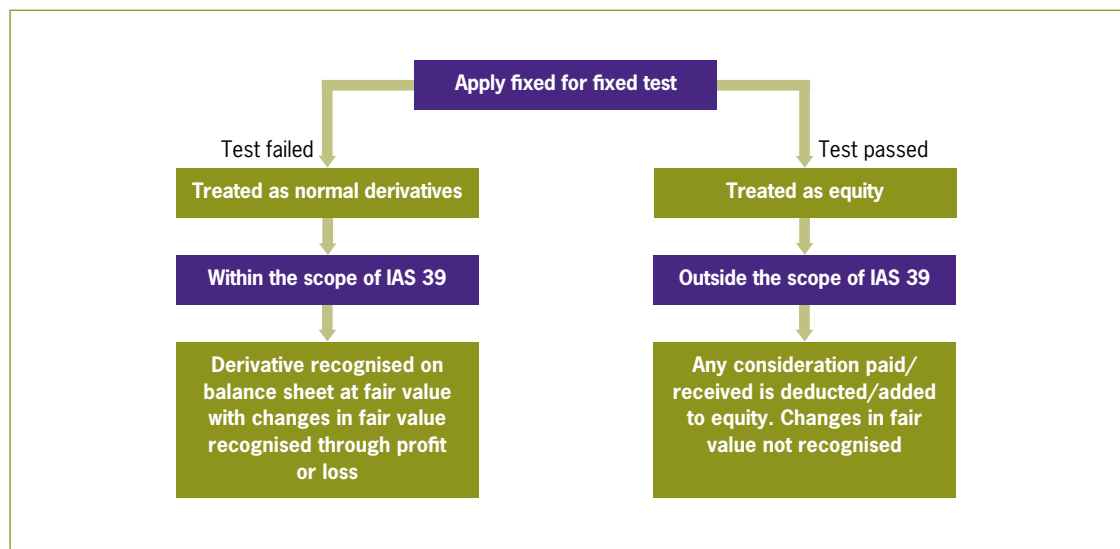 Apply fixed for fixed test
Test failed
Test passed
Treated as normal derivatives
Treated as equity
Within the scope of IAS 39
Outside the scope of IAS 39
Derivative recognised on
balance sheet at fair value
with changes in fair value
recognised through profit
or loss
Any consideration paid/
received is deducted/added
to equity. Changes in fair
value not recognised